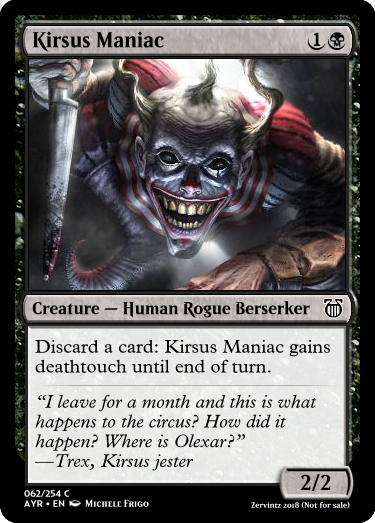 Kirsus Maniac 1
Creature — Human Rogue Berserker
Discard a card: Kirsus Maniac gains
deathtouch until end of turn.
“I leave for a month and this is what
happens to the circus? How did it
happen? Where is Olexar?”
—Trex, Kirsus jester
2/2
062/254 C
AYR • EN Michele Frigo
Zervintz 2018 (Not for sale)